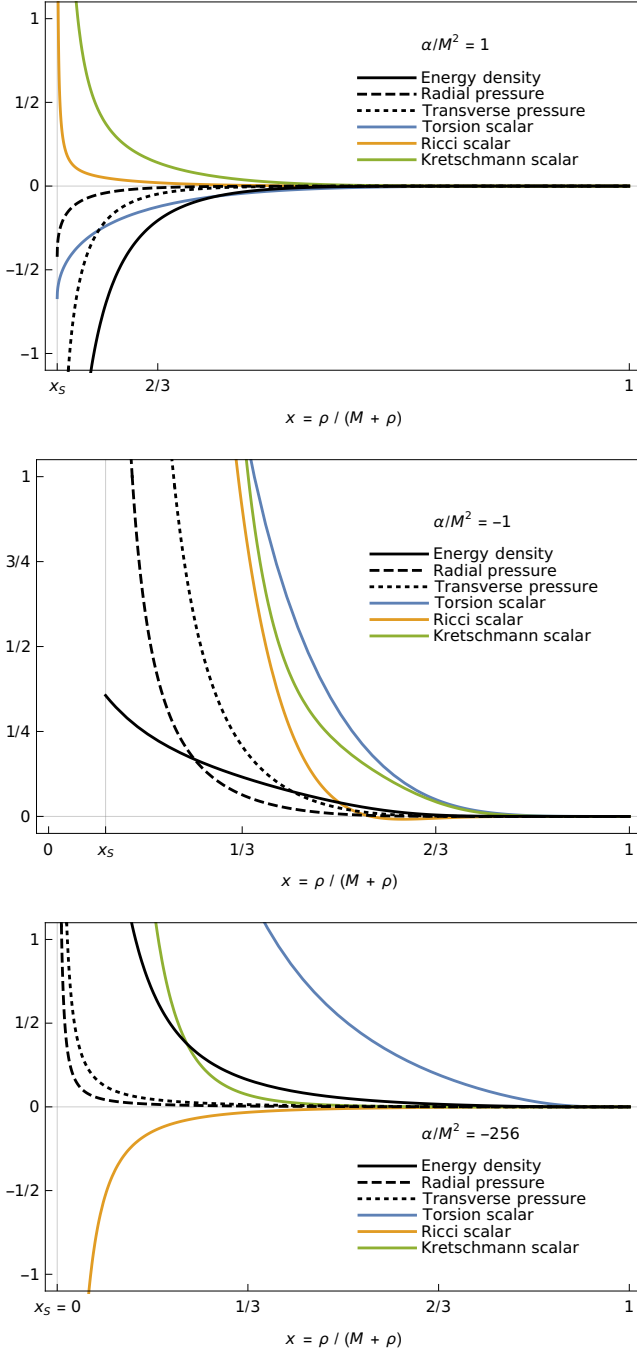 1
α/M² = 1
Energy density
1/2
Radial pressure
Transverse pressure
Torsion scalar
Ricci scalar
Kretschmann scalar
0
−1/2
−1
xS 2/3 1
x = ρ / (M + ρ)
1
α/M² = −1
3/4
Energy density
Radial pressure
Transverse pressure
Torsion scalar
1/2
Ricci scalar
Kretschmann scalar
1/4
0
0 xS 1/3 2/3 1
x = ρ / (M + ρ)
1
1/2
0
α/M² = −256
Energy density
Radial pressure
−1/2
Transverse pressure
Torsion scalar
Ricci scalar
Kretschmann scalar
−1
xS = 0 1/3 2/3 1
x = ρ / (M + ρ)